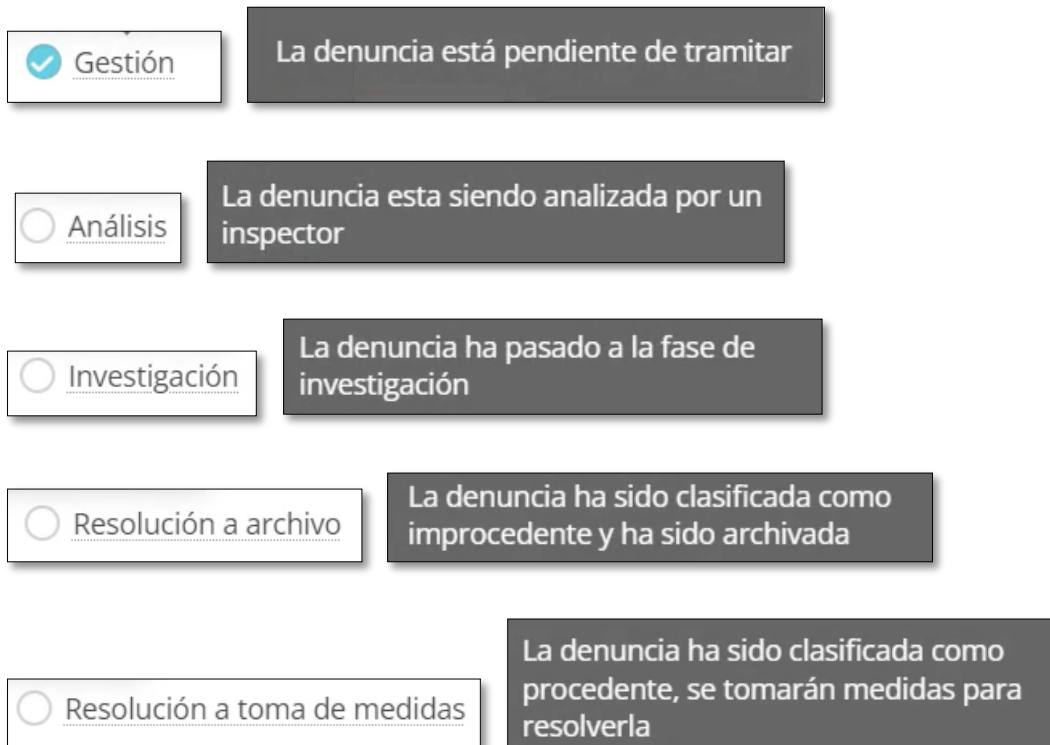 Gestión
La denuncia está pendiente de tramitar
Análisis
La denuncia esta siendo analizada por un
inspector
Investigación
La denuncia ha pasado a la fase de
investigación
Resolución a archivo
La denuncia ha sido clasificada como
improcedente y ha sido archivada
Resolución a toma de medidas
La denuncia ha sido clasificada como
procedente, se tomarán medidas para
resolverla